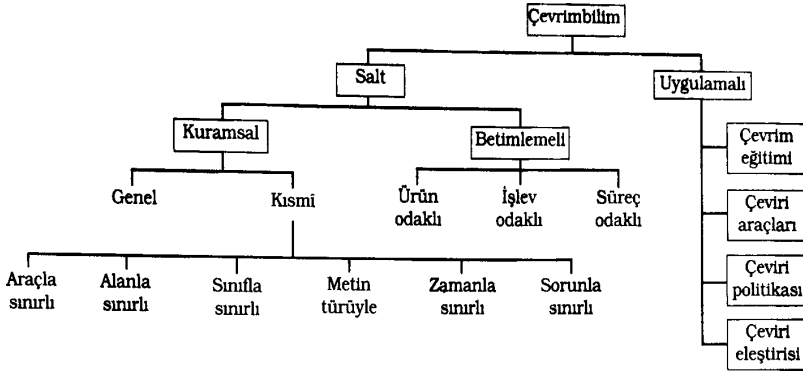 Çevrimbilim
Salt
Uygulamalı
Kuramsal
Betimlemeli
Çevrim
eğitimi
Genel
Kısmi
Ürün
odaklı
İşlev
odaklı
Süreç
odaklı
Çeviri
araçları
Araçla
sınırlı
Alanla
sınırlı
Sınıfla
sınırlı
Metin
türüyle
Zamanla
sınırlı
Sorunla
sınırlı
Çeviri
politikası
Çeviri
eleştirisi